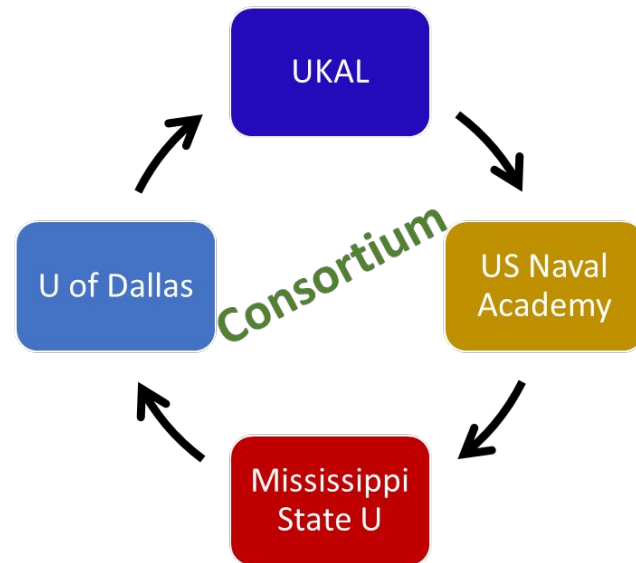 UKAL
U of Dallas
Consortium
US Naval
Academy
Mississippi
State U